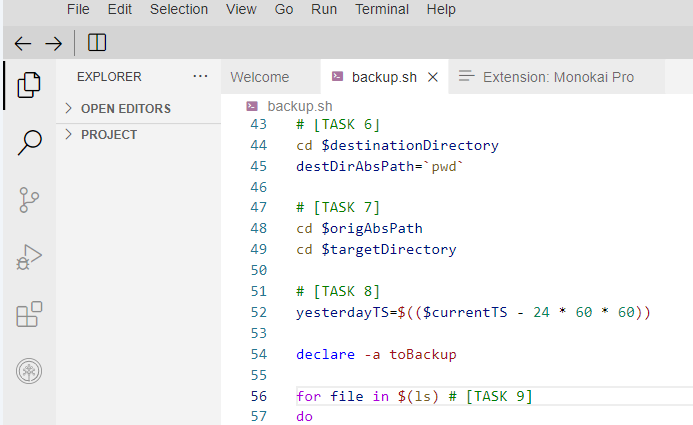 File Edit Selection View Go Run Terminal Help
EXPLORER ···
Welcome backup.sh × Extension: Monokai Pro
> OPEN EDITORS
> PROJECT
backup.sh
43 # [TASK 6]
44 cd $destinationDirectory
45 destDirAbsPath=`pwd`
46
47 # [TASK 7]
48 cd $origAbsPath
49 cd $targetDirectory
50
51 # [TASK 8]
52 yesterdayTS=$(($currentTS - 24 * 60 * 60))
53
54 declare -a toBackup
55
56 for file in $(ls) # [TASK 9]
57 do